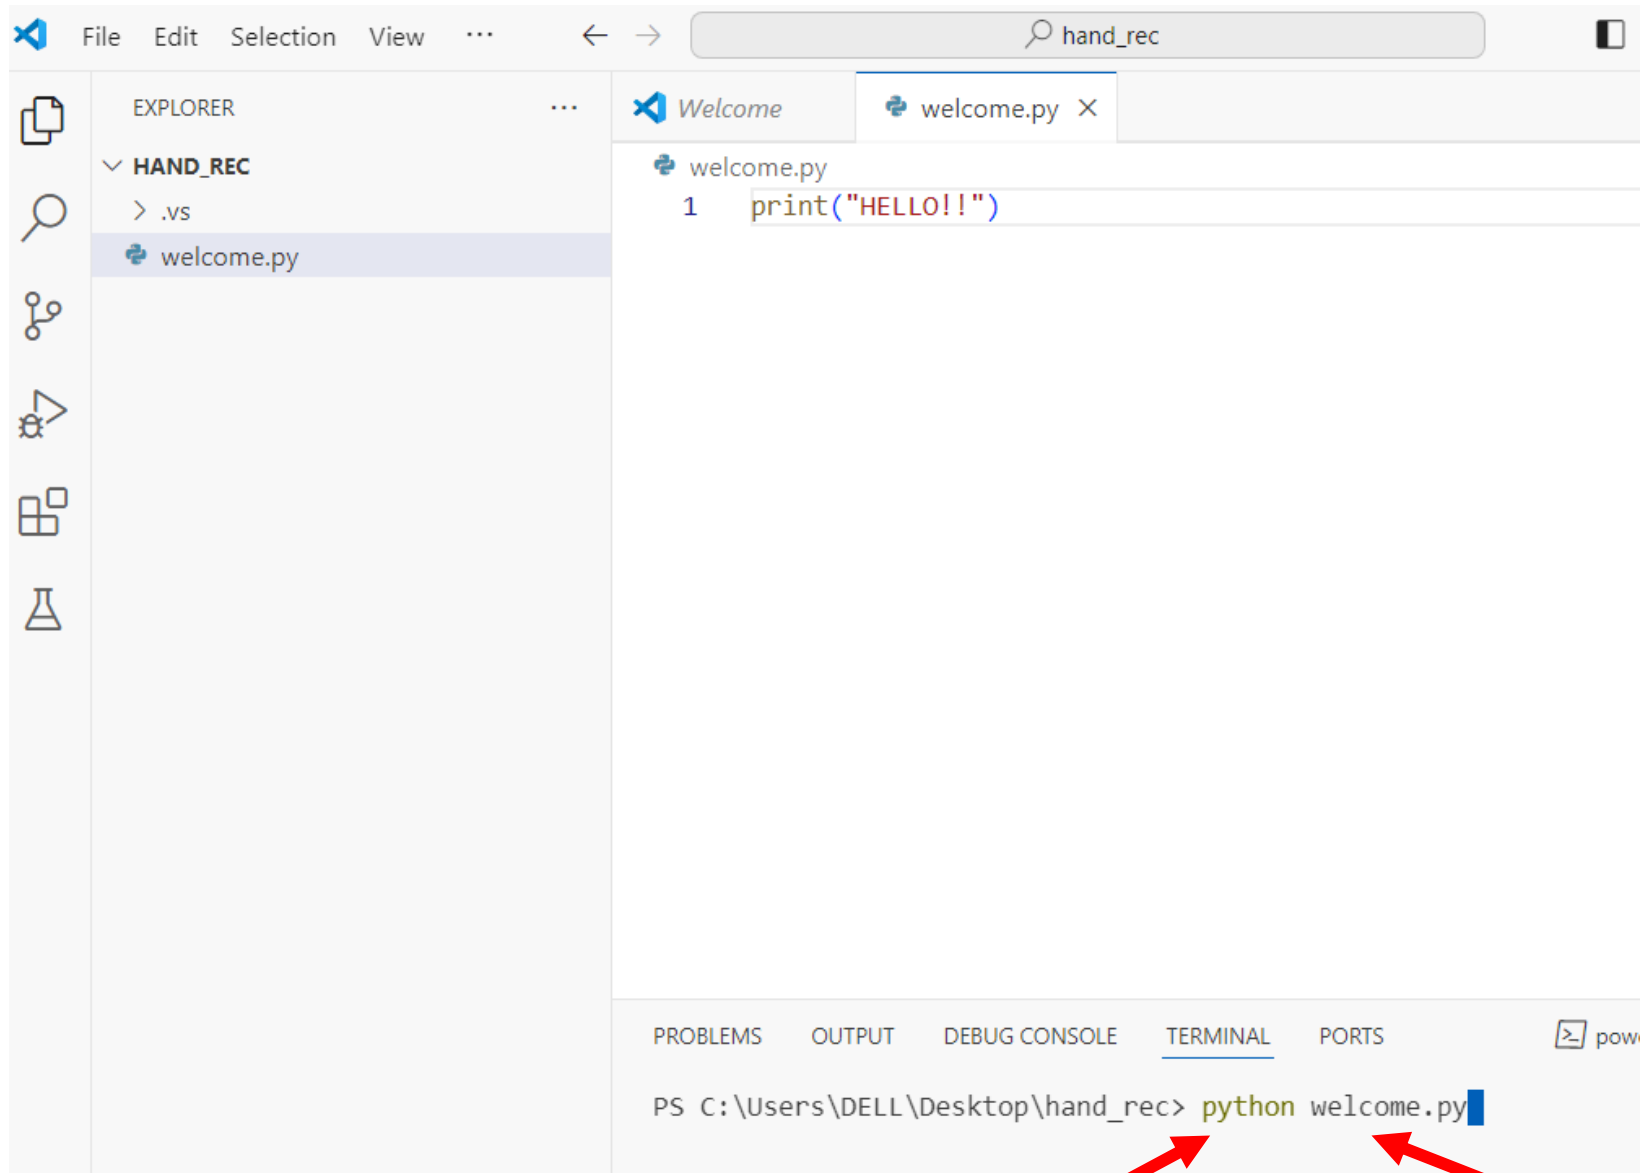 File Edit Selection View ··· hand_rec
EXPLORER ···
HAND_REC
.vs
welcome.py
Welcome welcome.py
welcome.py
1 print("HELLO!!")
PROBLEMS OUTPUT DEBUG CONSOLE TERMINAL PORTS
PS C:\Users\DELL\Desktop\hand_rec> python welcome.py